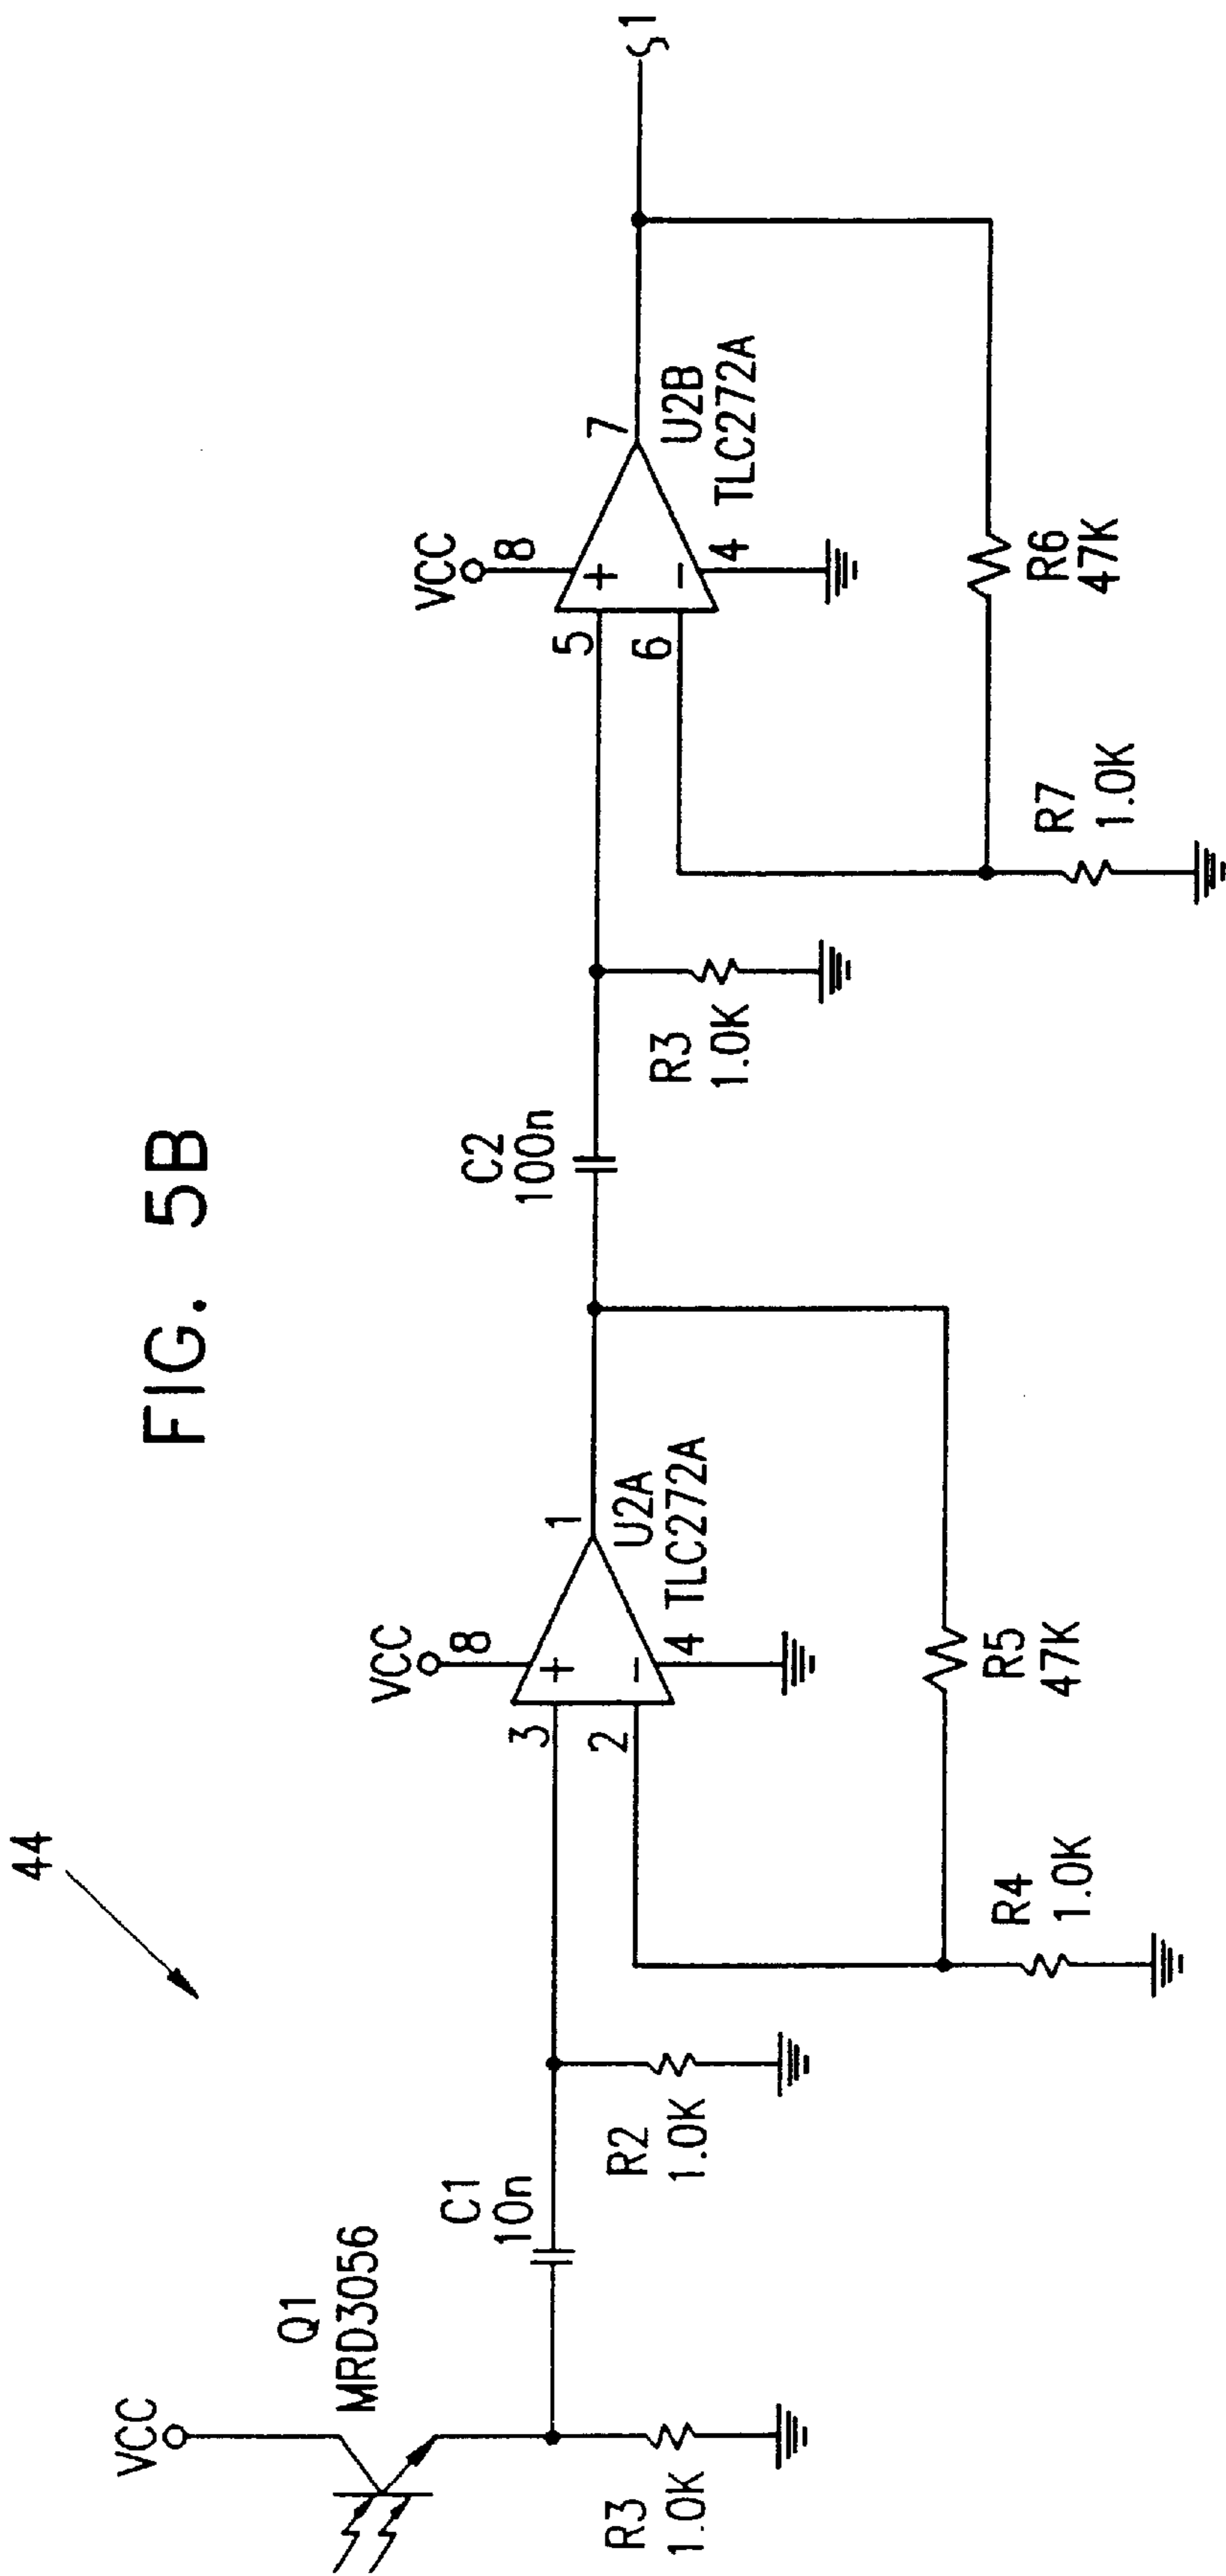 FIG. 5B
44
VCC
Q1
MRD3056
R3
1.0K
C1
10n
R2
1.0K
VCC
8
3
2
1
4
U2A
TLC272A
R4
1.0K
R5
47K
C2
100n
R3
1.0K
VCC
8
5
6
7
4
U2B
TLC272A
R7
1.0K
R6
47K
ς1